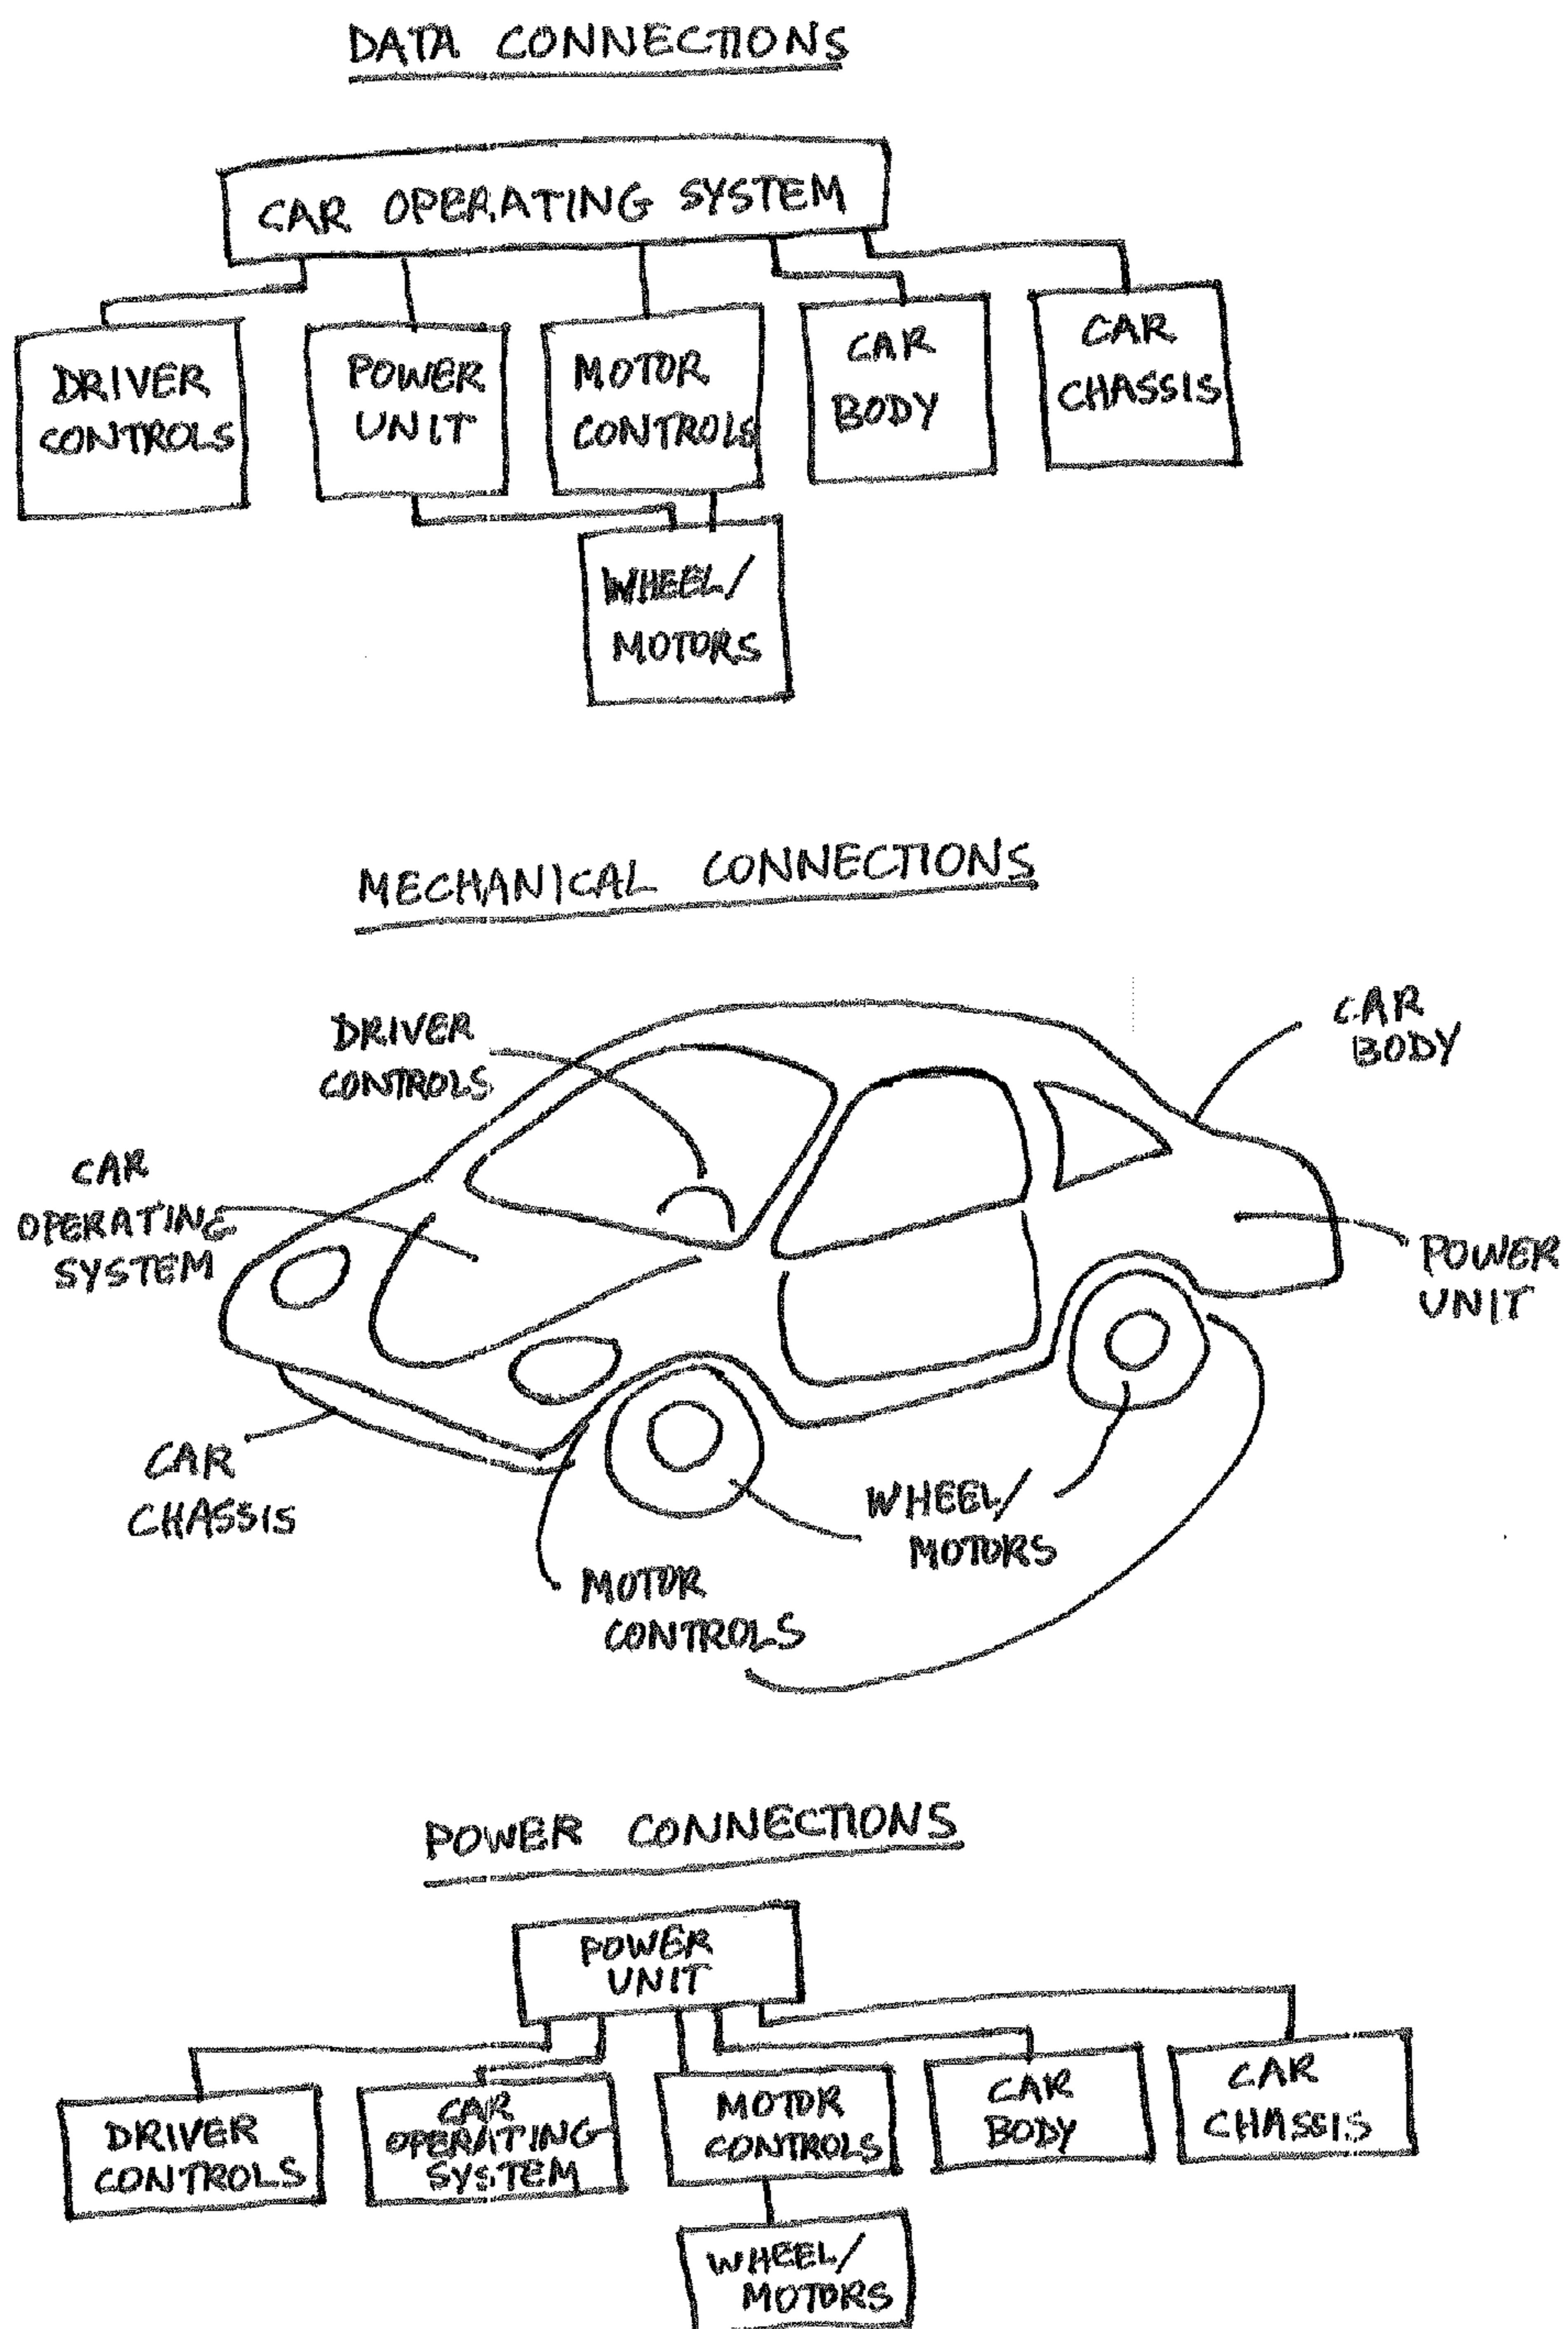 DATA CONNECTIONS
CAR OPERATING SYSTEM
DRIVER
CONTROLS
POWER
UNIT
MOTOR
CONTROLS
CAR
BODY
CAR
CHASSIS
WHEEL/
MOTORS
MECHANICAL CONNECTIONS
DRIVER
CONTROLS
CAR
BODY
CAR
OPERATING
SYSTEM
POWER
UNIT
CAR
CHASSIS
WHEEL/
MOTORS
MOTOR
CONTROLS
POWER CONNECTIONS
POWER
UNIT
DRIVER
CONTROLS
CAR
OPERATING
SYSTEM
MOTOR
CONTROLS
CAR
BODY
CAR
CHASSIS
WHEEL/
MOTORS